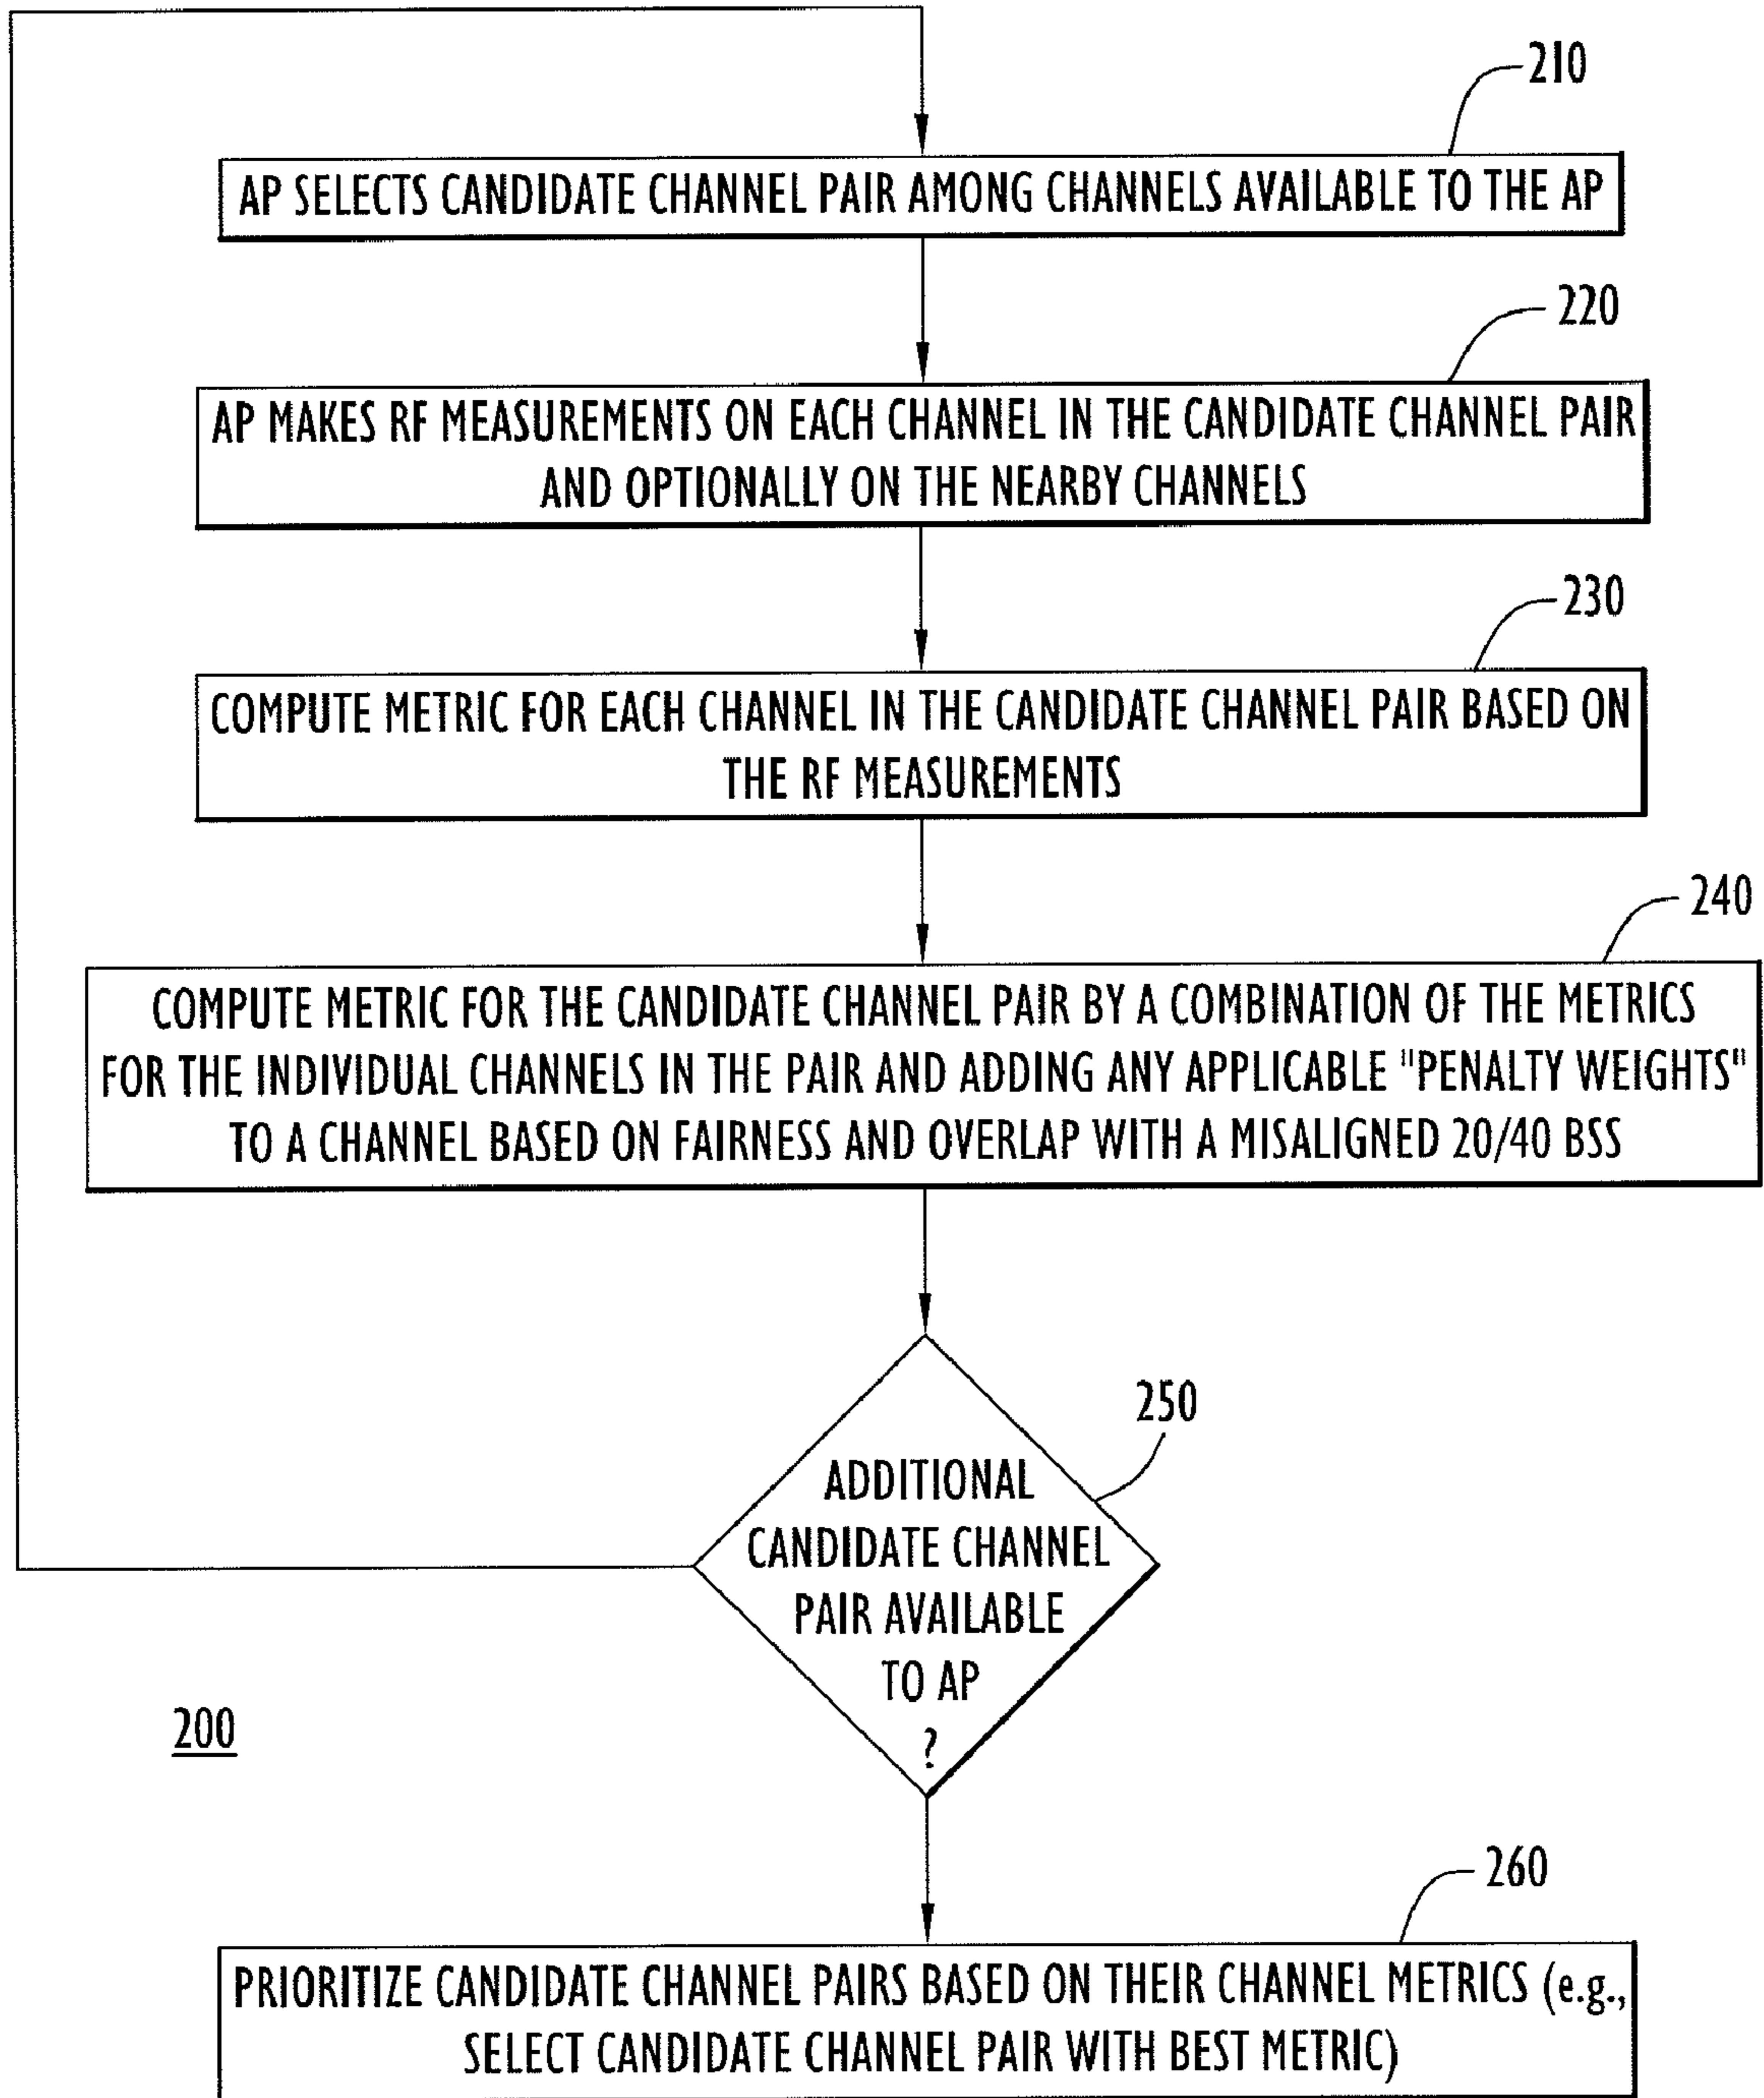 210
AP SELECTS CANDIDATE CHANNEL PAIR AMONG CHANNELS AVAILABLE TO THE AP
220
AP MAKES RF MEASUREMENTS ON EACH CHANNEL IN THE CANDIDATE CHANNEL PAIR
AND OPTIONALLY ON THE NEARBY CHANNELS
230
COMPUTE METRIC FOR EACH CHANNEL IN THE CANDIDATE CHANNEL PAIR BASED ON
THE RF MEASUREMENTS
240
COMPUTE METRIC FOR THE CANDIDATE CHANNEL PAIR BY A COMBINATION OF THE METRICS
FOR THE INDIVIDUAL CHANNELS IN THE PAIR AND ADDING ANY APPLICABLE "PENALTY WEIGHTS"
TO A CHANNEL BASED ON FAIRNESS AND OVERLAP WITH A MISALIGNED 20/40 BSS
250
ADDITIONAL
CANDIDATE CHANNEL
PAIR AVAILABLE
TO AP
?
200
260
PRIORITIZE CANDIDATE CHANNEL PAIRS BASED ON THEIR CHANNEL METRICS (e.g.,
SELECT CANDIDATE CHANNEL PAIR WITH BEST METRIC)